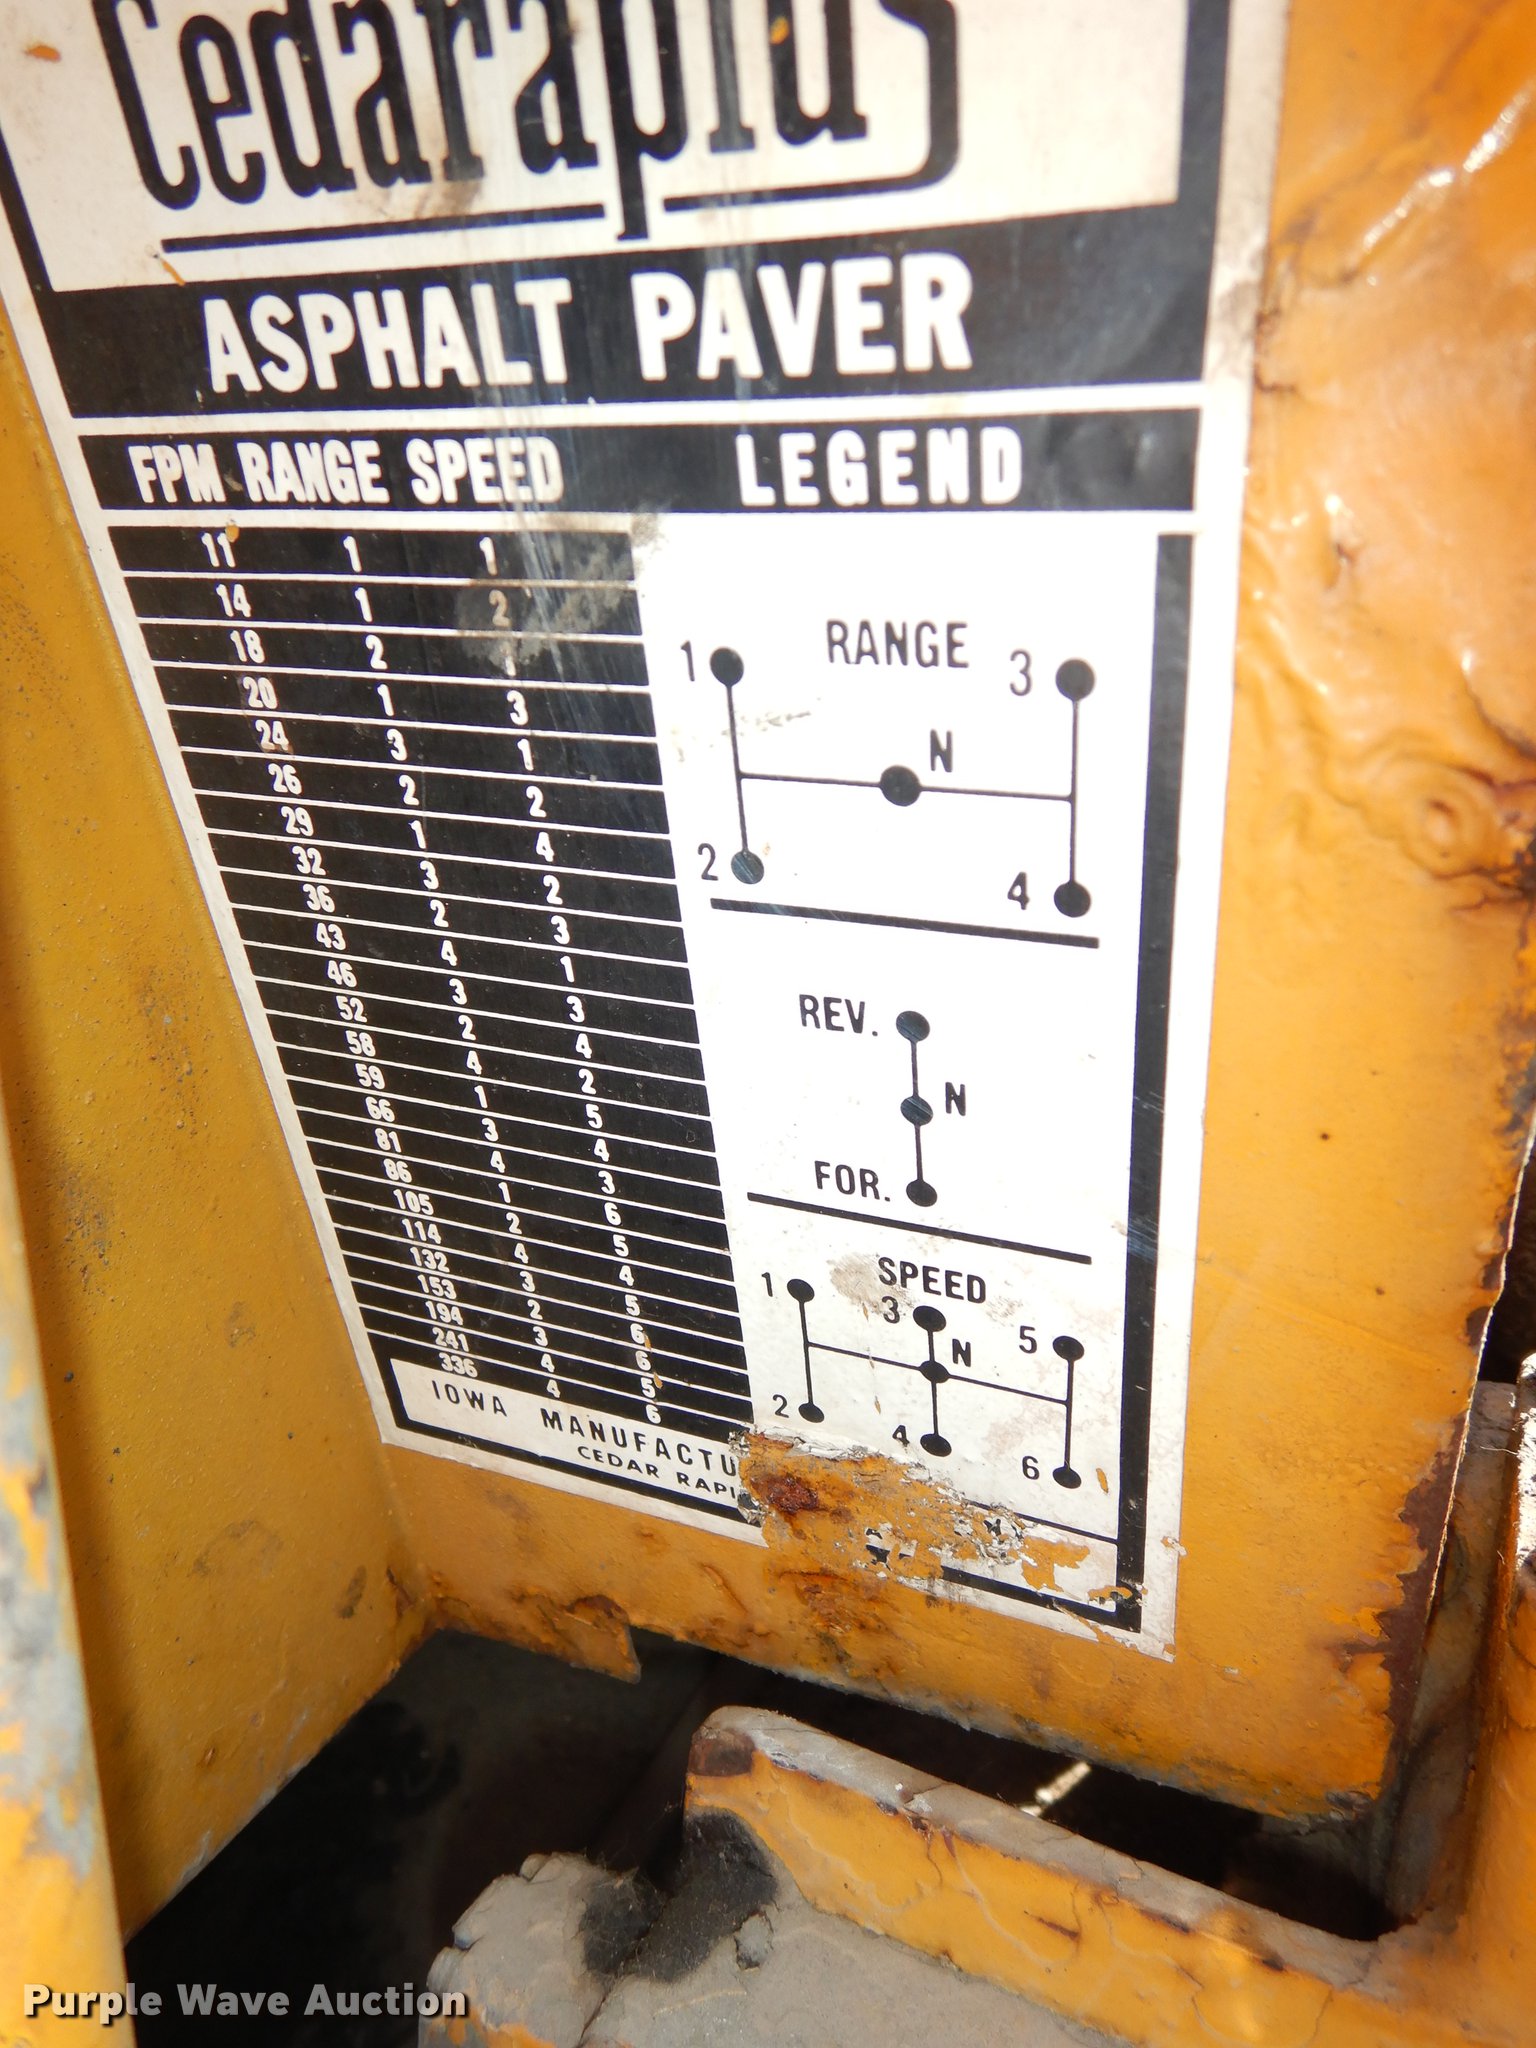 Cedarapids
ASPHALT PAVER
FPM RANGE SPEED
11 1 1
14 1 2
18 2 1
20 1 3
24 3 1
26 2 2
29 1 4
32 3 2
36 2 3
43 4 1
46 3 3
52 2 4
58 4 2
59 1 5
66 3 4
81 4 3
86 1 6
105 2 5
114 4 4
132 3 5
153 2 6
194 3 6
241 4 5
336 4 6
LEGEND
RANGE
1 3
N
2 4
REV.
N
FOR.
SPEED
1 3 5
N
2 4 6
IOWA MANUFACTU
CEDAR RAPI
Purple Wave Auction